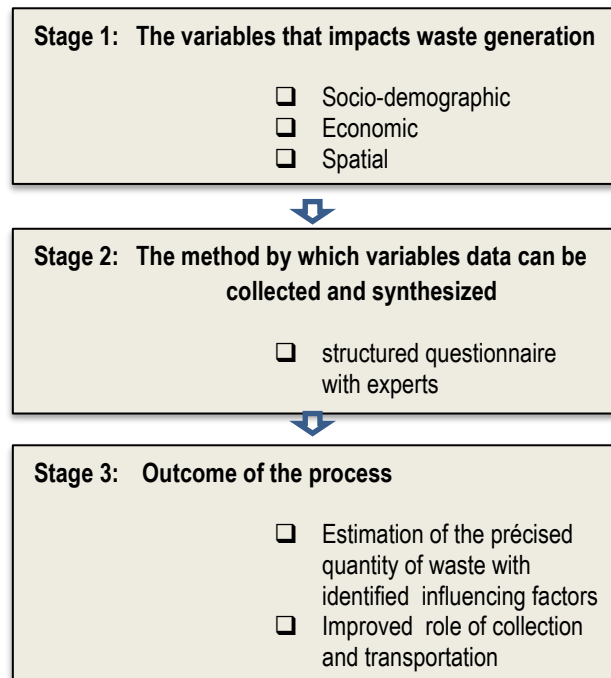 Stage 1: The variables that impacts waste generation
❑ Socio-demographic
❑ Economic
❑ Spatial
Stage 2: The method by which variables data can be
collected and synthesized
❑ structured questionnaire
with experts
Stage 3: Outcome of the process
❑ Estimation of the précised
quantity of waste with
identified influencing factors
❑ Improved role of collection
and transportation